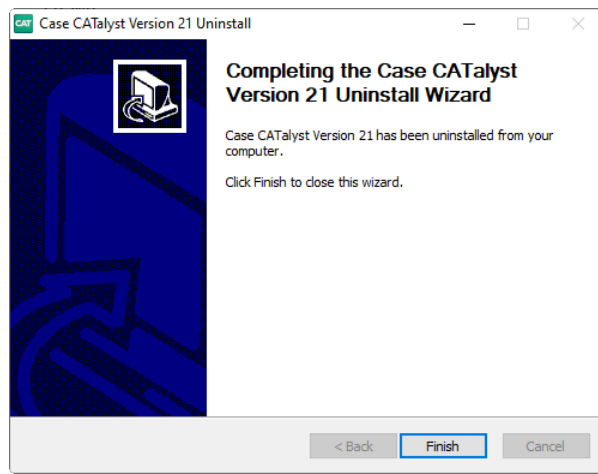 CAT Case CATalyst Version 21 Uninstall
Completing the Case CATalyst
Version 21 Uninstall Wizard
Case CATalyst Version 21 has been uninstalled from your
computer.
Click Finish to close this wizard.
< Back Finish Cancel